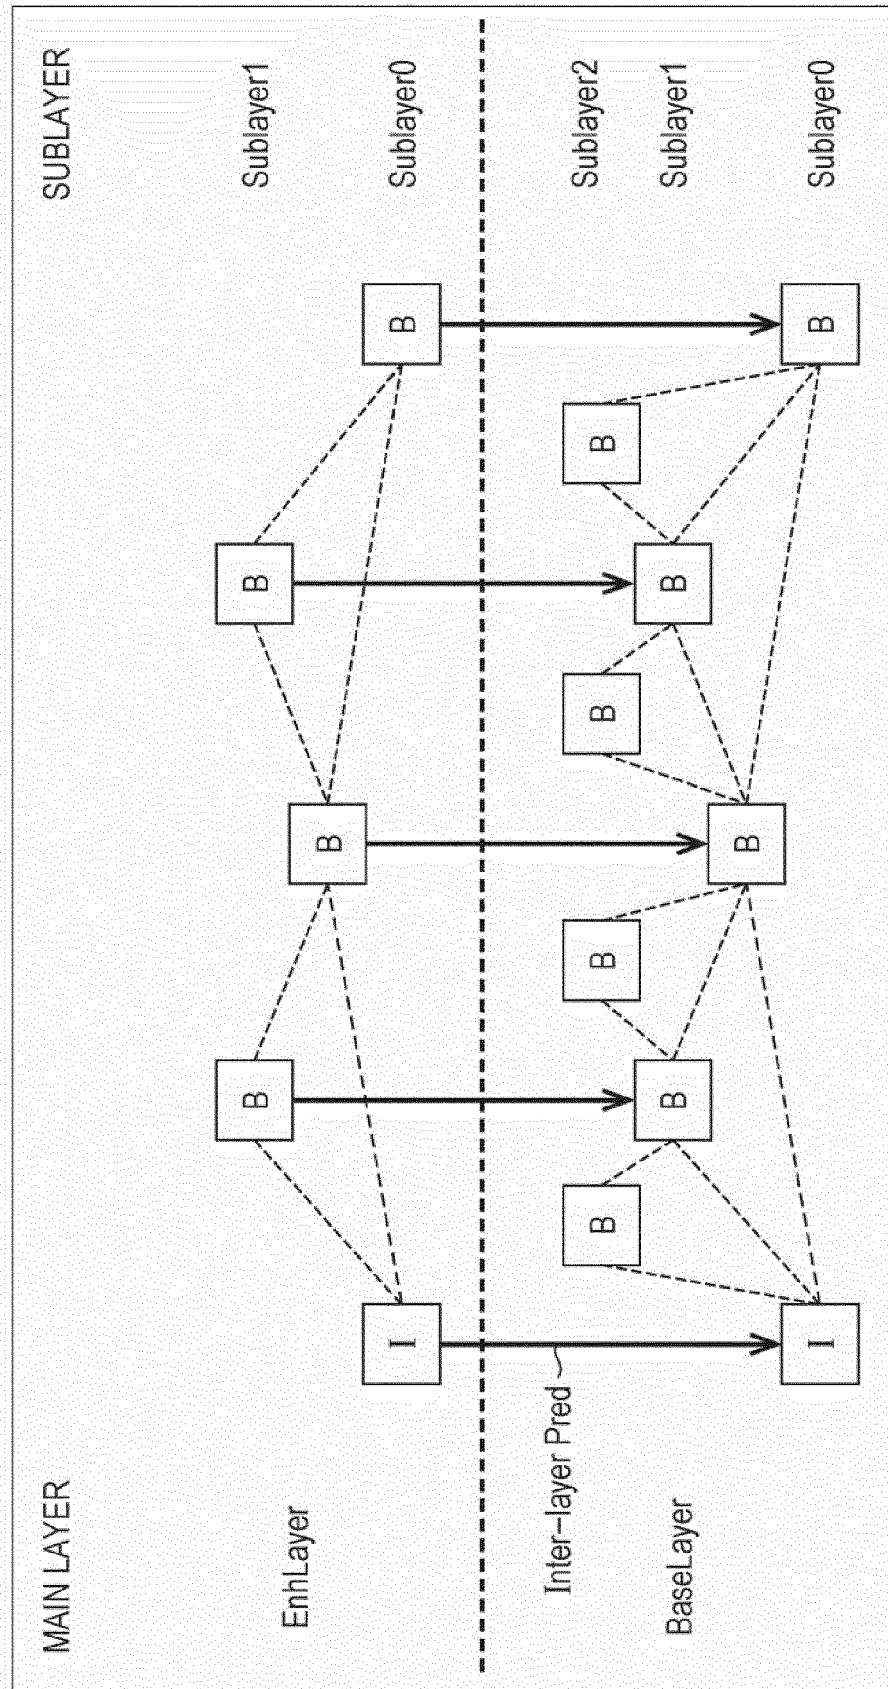 MAIN LAYER SUBLAYER
B B Sublayer1
EnhLayer
B
I B Sublayer0
Inter-layer Pred
B B B B Sublayer2
BaseLayer B B Sublayer1
B
I B Sublayer0